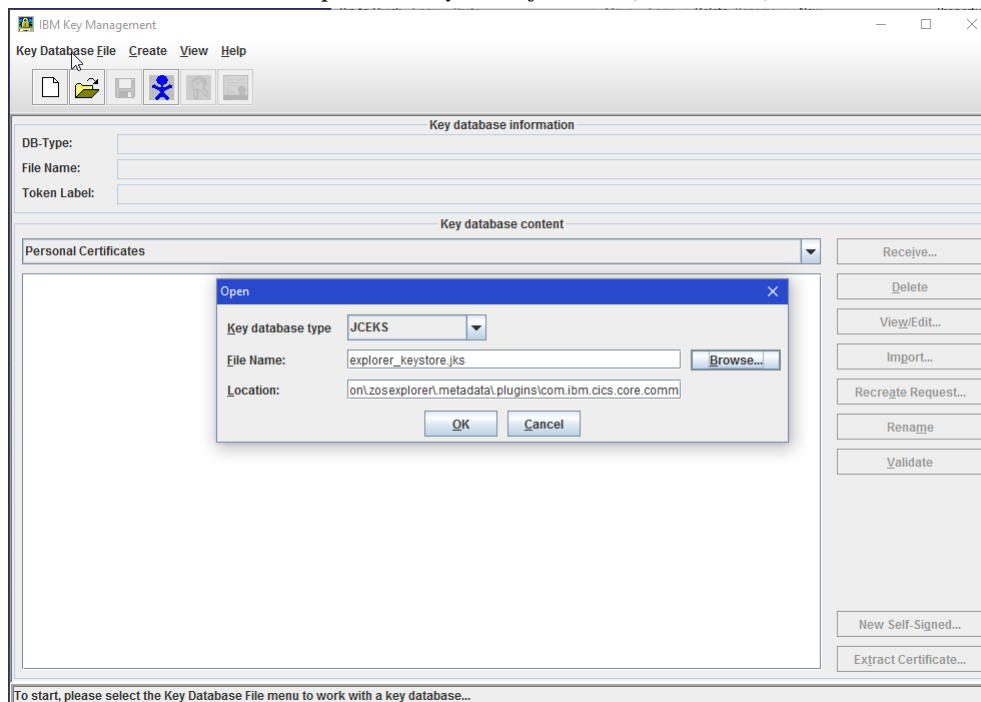 IBM Key Management
Key Database File Create View Help
Key database information
DB-Type:
File Name:
Token Label:
Key database content
Personal Certificates
Receive...
Delete
View/Edit...
Import...
Recreate Request...
Rename
Validate
New Self-Signed...
Extract Certificate...
Open
Key database type JCEKS
File Name: explorer_keystore.jks Browse...
Location: on\zosexplorer\.metadata\.plugins\com.ibm.cics.core.comm
OK Cancel
To start, please select the Key Database File menu to work with a key database...